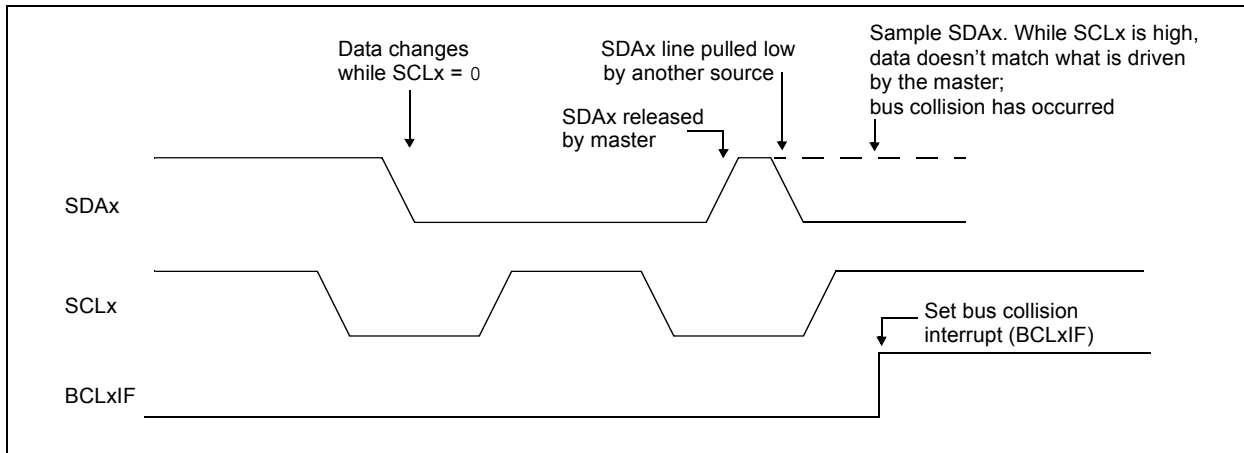 Data changes
while SCLx = 0
SDAx line pulled low
by another source
Sample SDAx. While SCLx is high,
data doesn’t match what is driven
by the master;
bus collision has occurred
SDAx released
by master
SDAx
SCLx
Set bus collision
interrupt (BCLxIF)
BCLxIF